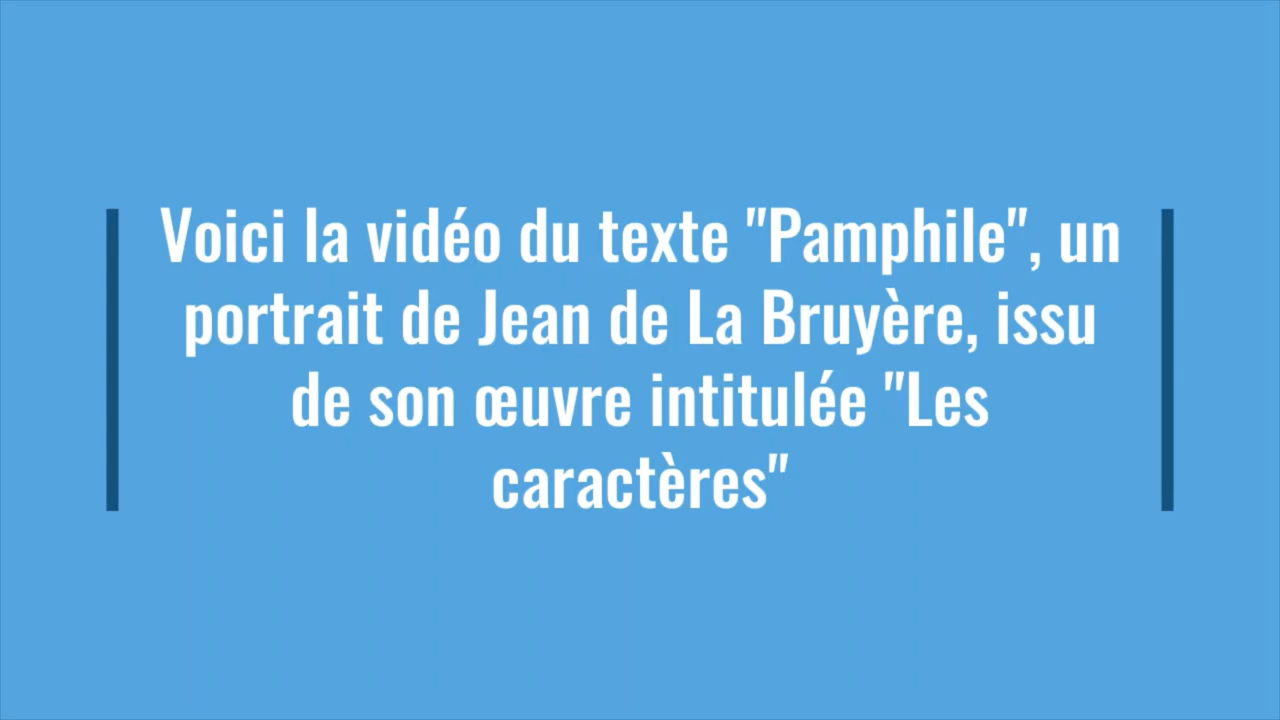 Voici la vidéo du texte "Pamphile", un
portrait de Jean de La Bruyère, issu
de son œuvre intitulée "Les
caractères"